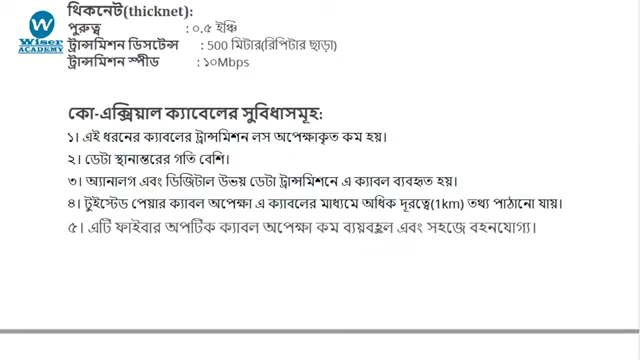 থিকনেট(thicknet):
পুরুত্ব : ০.৫ ইঞ্চি
ট্রান্সমিশন ডিসটেন্স : 500 মিটার(রিপিটার ছাড়া)
ট্রান্সমিশন স্পীড : ১০Mbps
Wiser
ACADEMY
কো-এক্সিয়াল ক্যাবেলের সুবিধাসমূহ:
১। এই ধরনের ক্যাবলের ট্রান্সমিশন লস অপেক্ষাকৃত কম হয়।
২। ডেটা স্থানান্তরের গতি বেশি।
৩। অ্যানালগ এবং ডিজিটাল উভয় ডেটা ট্রান্সমিশনে এ ক্যাবল ব্যবহৃত হয়।
৪। টুইস্টেড পেয়ার ক্যাবল অপেক্ষা এ ক্যাবলের মাধ্যমে অধিক দূরত্বে(1km) তথ্য পাঠানো যায়।
৫। এটি ফাইবার অপটিক ক্যাবল অপেক্ষা কম ব্যয়বহুল এবং সহজে বহনযোগ্য।